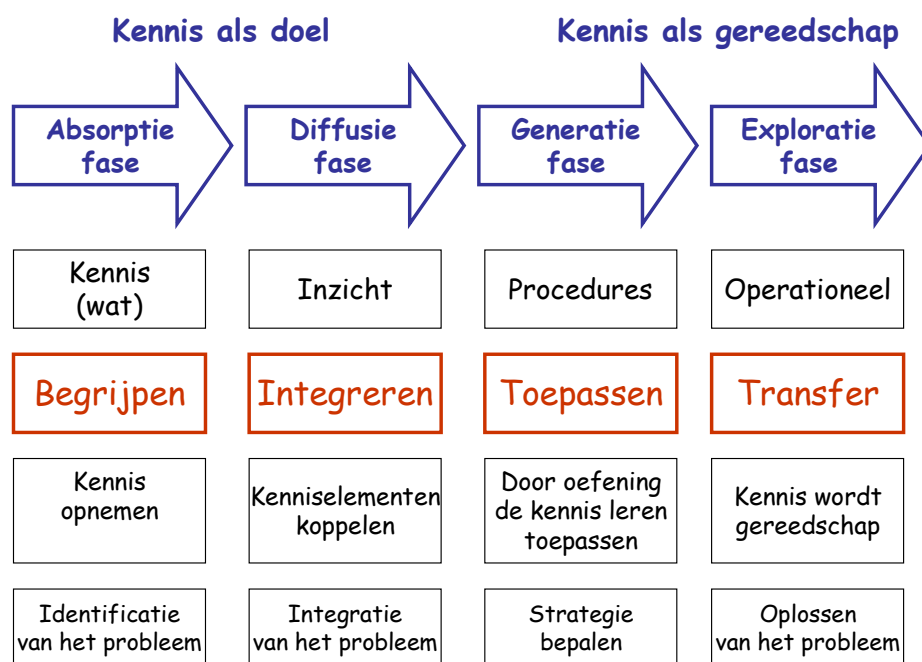 Kennis als doel
Kennis als gereedschap
Absorptie
fase
Diffusie
fase
Generatie
fase
Exploratie
fase
Kennis
(wat)
Inzicht
Procedures
Operationeel
Begrijpen
Integreren
Toepassen
Transfer
Kennis
opnemen
Kenniselementen
koppelen
Door oefening
de kennis leren
toepassen
Kennis wordt
gereedschap
Identificatie
van het probleem
Integratie
van het probleem
Strategie
bepalen
Oplossen
van het probleem